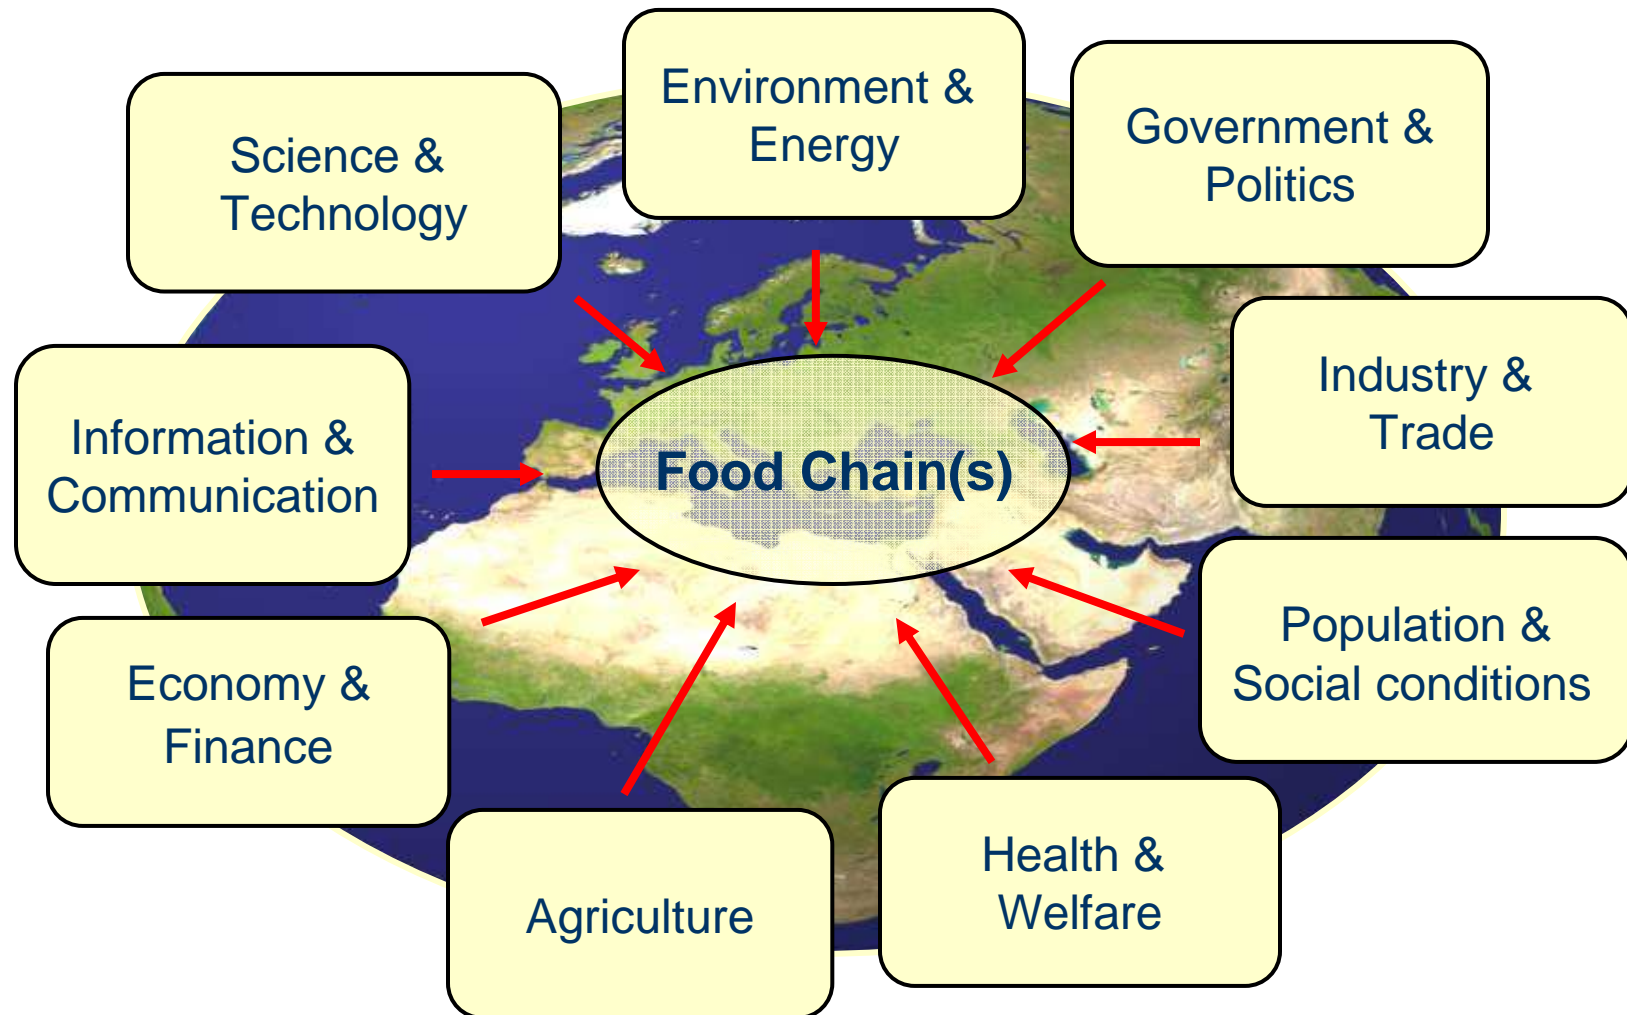 Environment &
Energy
Science &
Technology
Government &
Politics
Industry &
Trade
Information &
Communication
Food Chain(s)
Population &
Social conditions
Economy &
Finance
Health &
Welfare
Agriculture